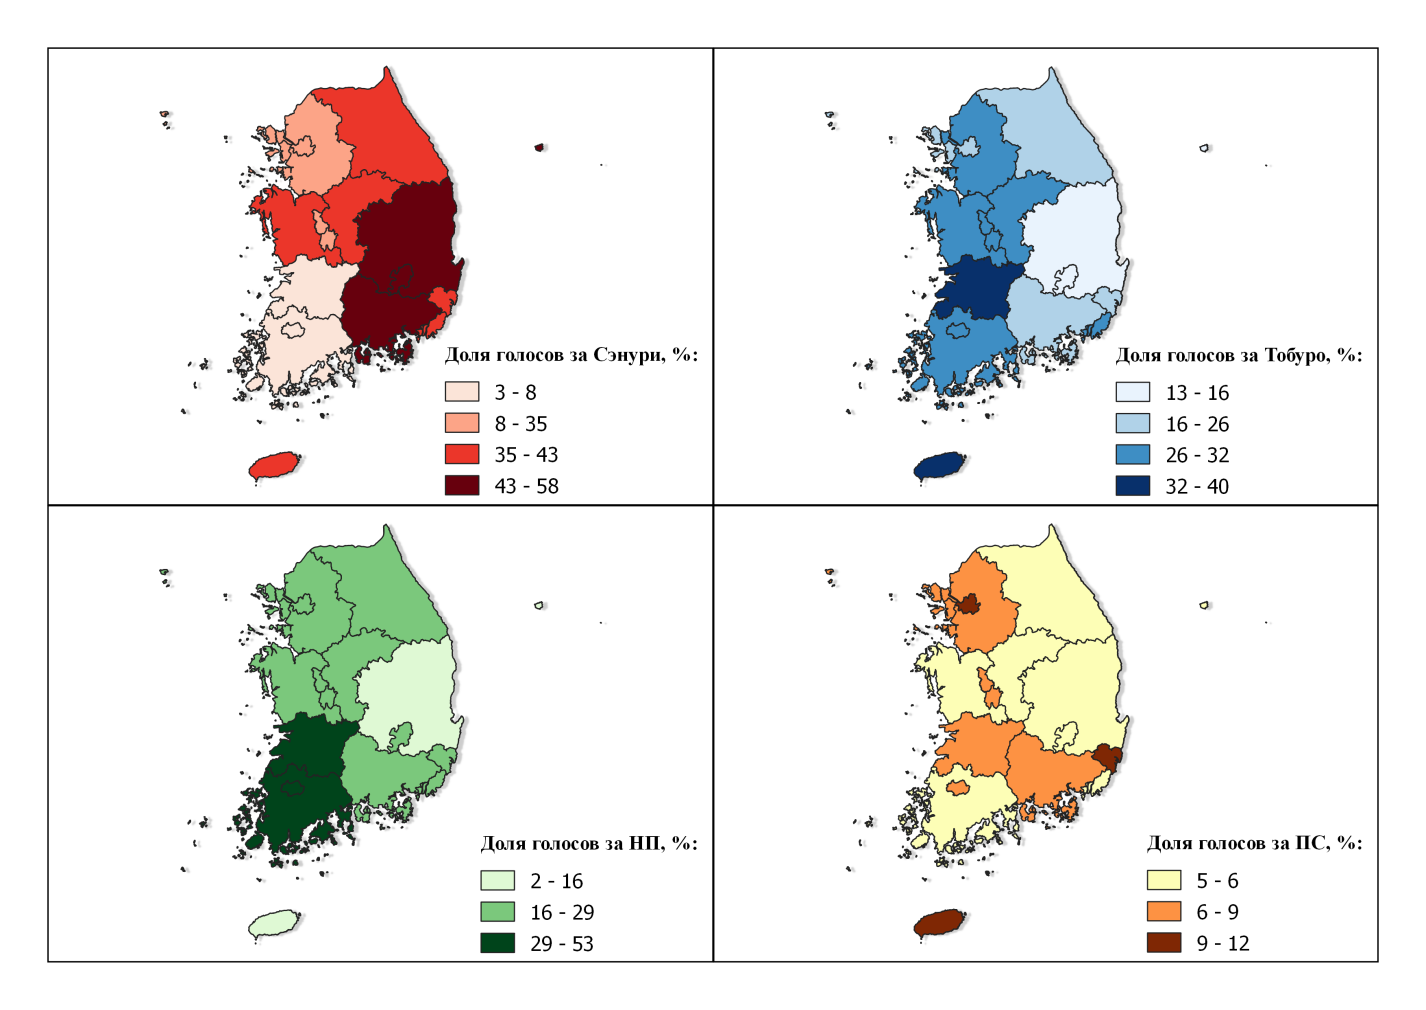 Доля голосов за Сэнури, %:
3 - 8
8 - 35
35 - 43
43 - 58
Доля голосов за Тобуро, %:
13 - 16
16 - 26
26 - 32
32 - 40
Доля голосов за НП, %:
2 - 16
16 - 29
29 - 53
Доля голосов за ПС, %:
5 - 6
6 - 9
9 - 12